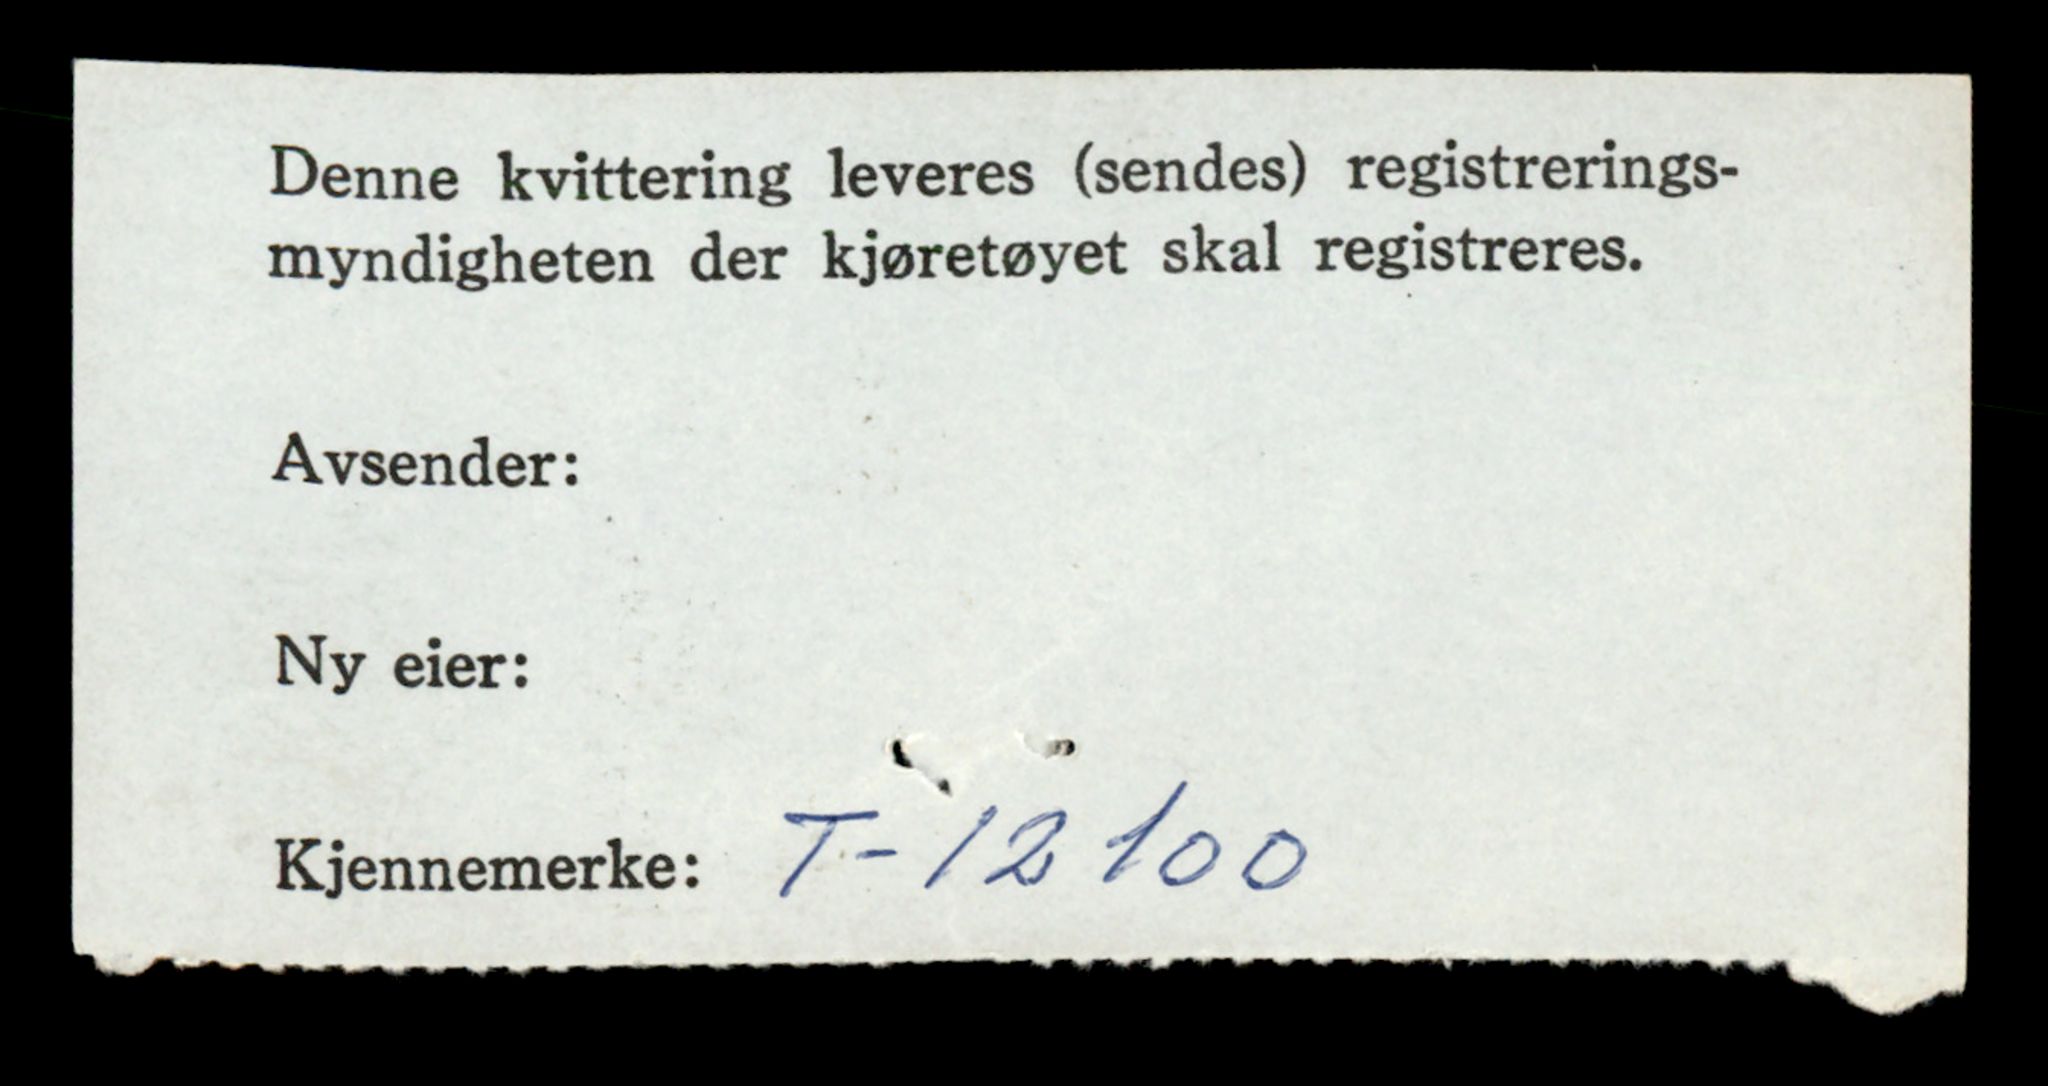 Denne kvittering leveres (sendes) registrerings-
myndigheten der kjøretøyet skal registreres.
Avsender:
Ny eier:
Kjennemerke: T-12100